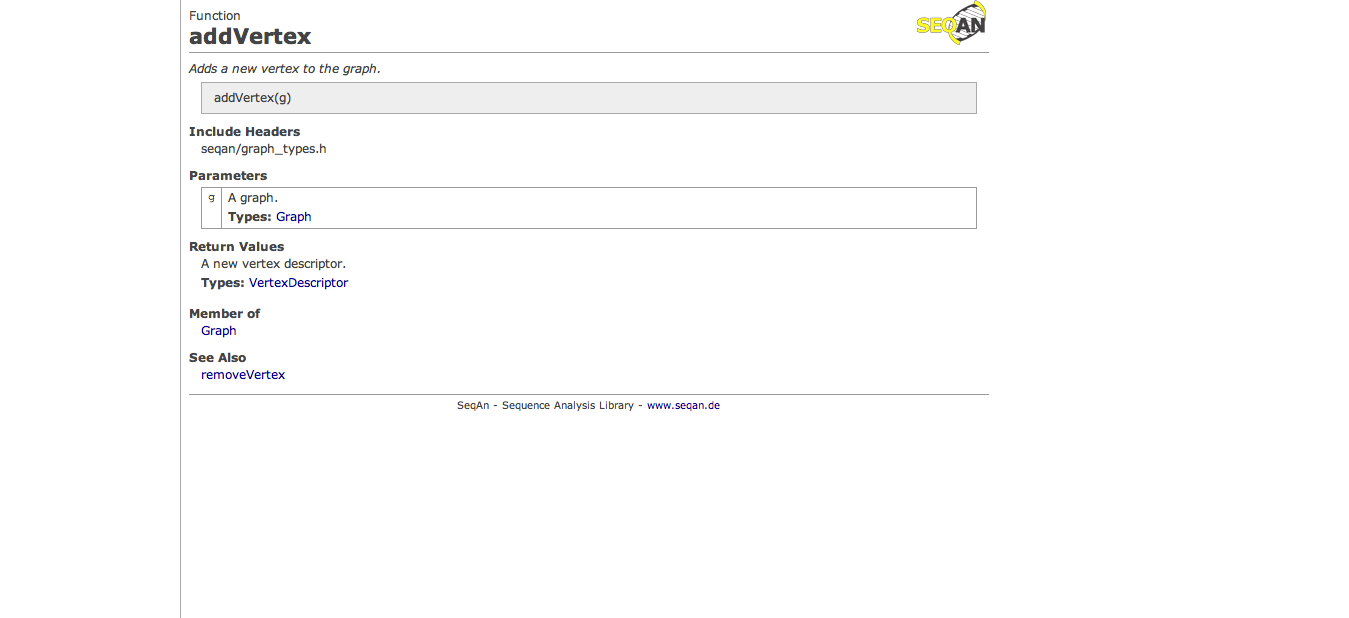 Function
addVertex
SEQAN
Adds a new vertex to the graph.
addVertex(g)
Include Headers
seqan/graph_types.h
Parameters
g A graph.
Types: Graph
Return Values
A new vertex descriptor.
Types: VertexDescriptor
Member of
Graph
See Also
removeVertex
SeqAn - Sequence Analysis Library - www.seqan.de